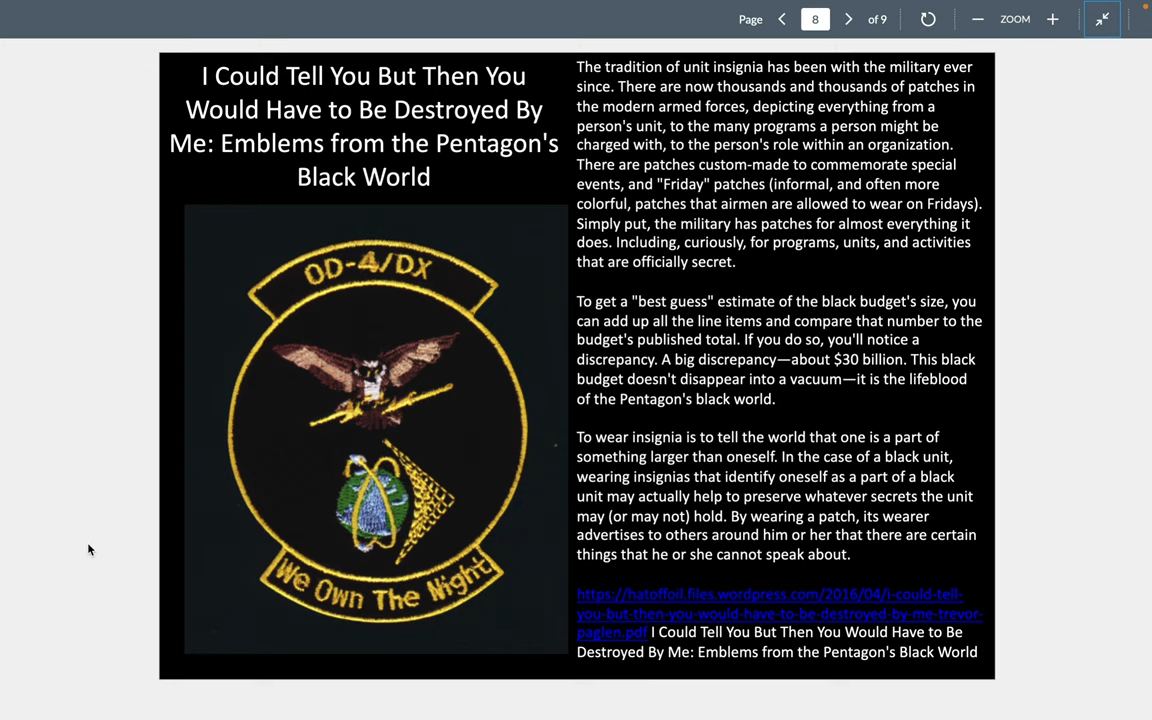 Page 8 of 9 ZOOM
I Could Tell You But Then You
Would Have to Be Destroyed By
Me: Emblems from the Pentagon's
Black World
OD-4/DX
We Own The Night
The tradition of unit insignia has been with the military ever
since. There are now thousands and thousands of patches in
the modern armed forces, depicting everything from a
person's unit, to the many programs a person might be
charged with, to the person's role within an organization.
There are patches custom-made to commemorate special
events, and "Friday" patches (informal, and often more
colorful, patches that airmen are allowed to wear on Fridays).
Simply put, the military has patches for almost everything it
does. Including, curiously, for programs, units, and activities
that are officially secret.
To get a "best guess" estimate of the black budget's size, you
can add up all the line items and compare that number to the
budget's published total. If you do so, you'll notice a
discrepancy. A big discrepancy—about $30 billion. This black
budget doesn't disappear into a vacuum—it is the lifeblood
of the Pentagon's black world.
To wear insignia is to tell the world that one is a part of
something larger than oneself. In the case of a black unit,
wearing insignias that identify oneself as a part of a black
unit may actually help to preserve whatever secrets the unit
may (or may not) hold. By wearing a patch, its wearer
advertises to others around him or her that there are certain
things that he or she cannot speak about.
https://hatoffoil.files.wordpress.com/2016/04/i-could-tell-
you-but-then-you-would-have-to-be-destroyed-by-me-trevor-
paglen.pdf I Could Tell You But Then You Would Have to Be
Destroyed By Me: Emblems from the Pentagon's Black World